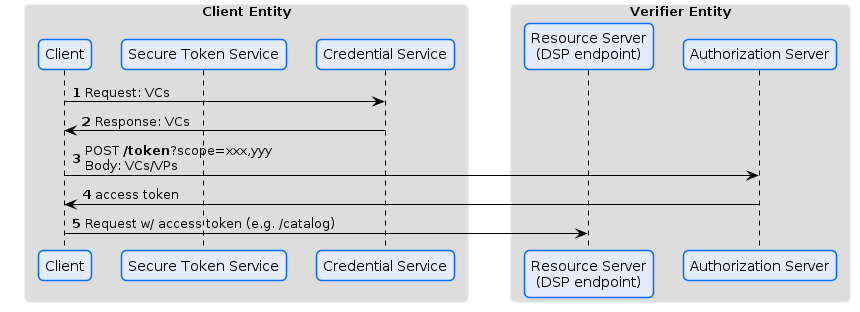 Client Entity
Verifier Entity
Client
Secure Token Service
Credential Service
Resource Server
(DSP endpoint)
Authorization Server
1 Request: VCs
2 Response: VCs
3 POST /token?scope=xxx,yyy
Body: VCs/VPs
4 access token
5 Request w/ access token (e.g. /catalog)
Client
Secure Token Service
Credential Service
Resource Server
(DSP endpoint)
Authorization Server